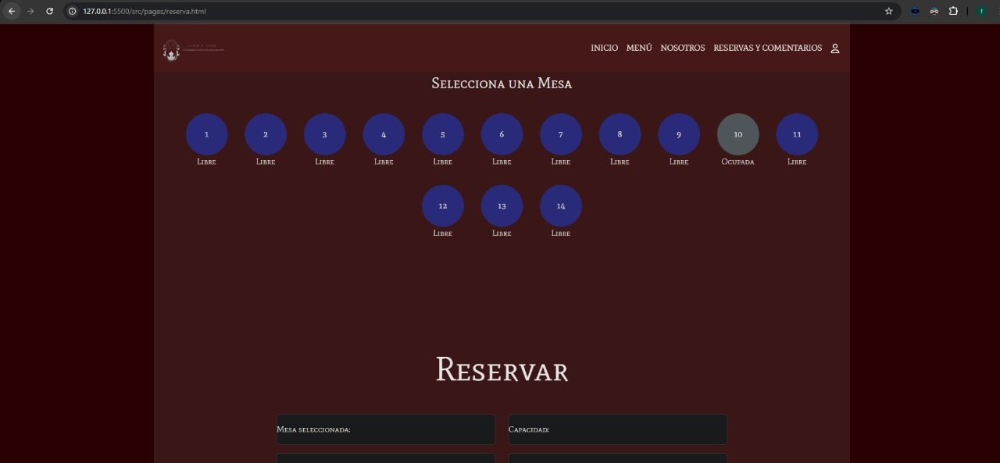 127.0.0.1:5500/src/pages/reserva.html
INICIO MENÚ NOSOTROS RESERVAS Y COMENTARIOS
Selecciona una Mesa
1 2 3 4 5 6 7 8 9 10 11
Libre Libre Libre Libre Libre Libre Libre Libre Libre Ocupada Libre
12 13 14
Libre Libre Libre
Reservar
Mesa seleccionada: Capacidad: